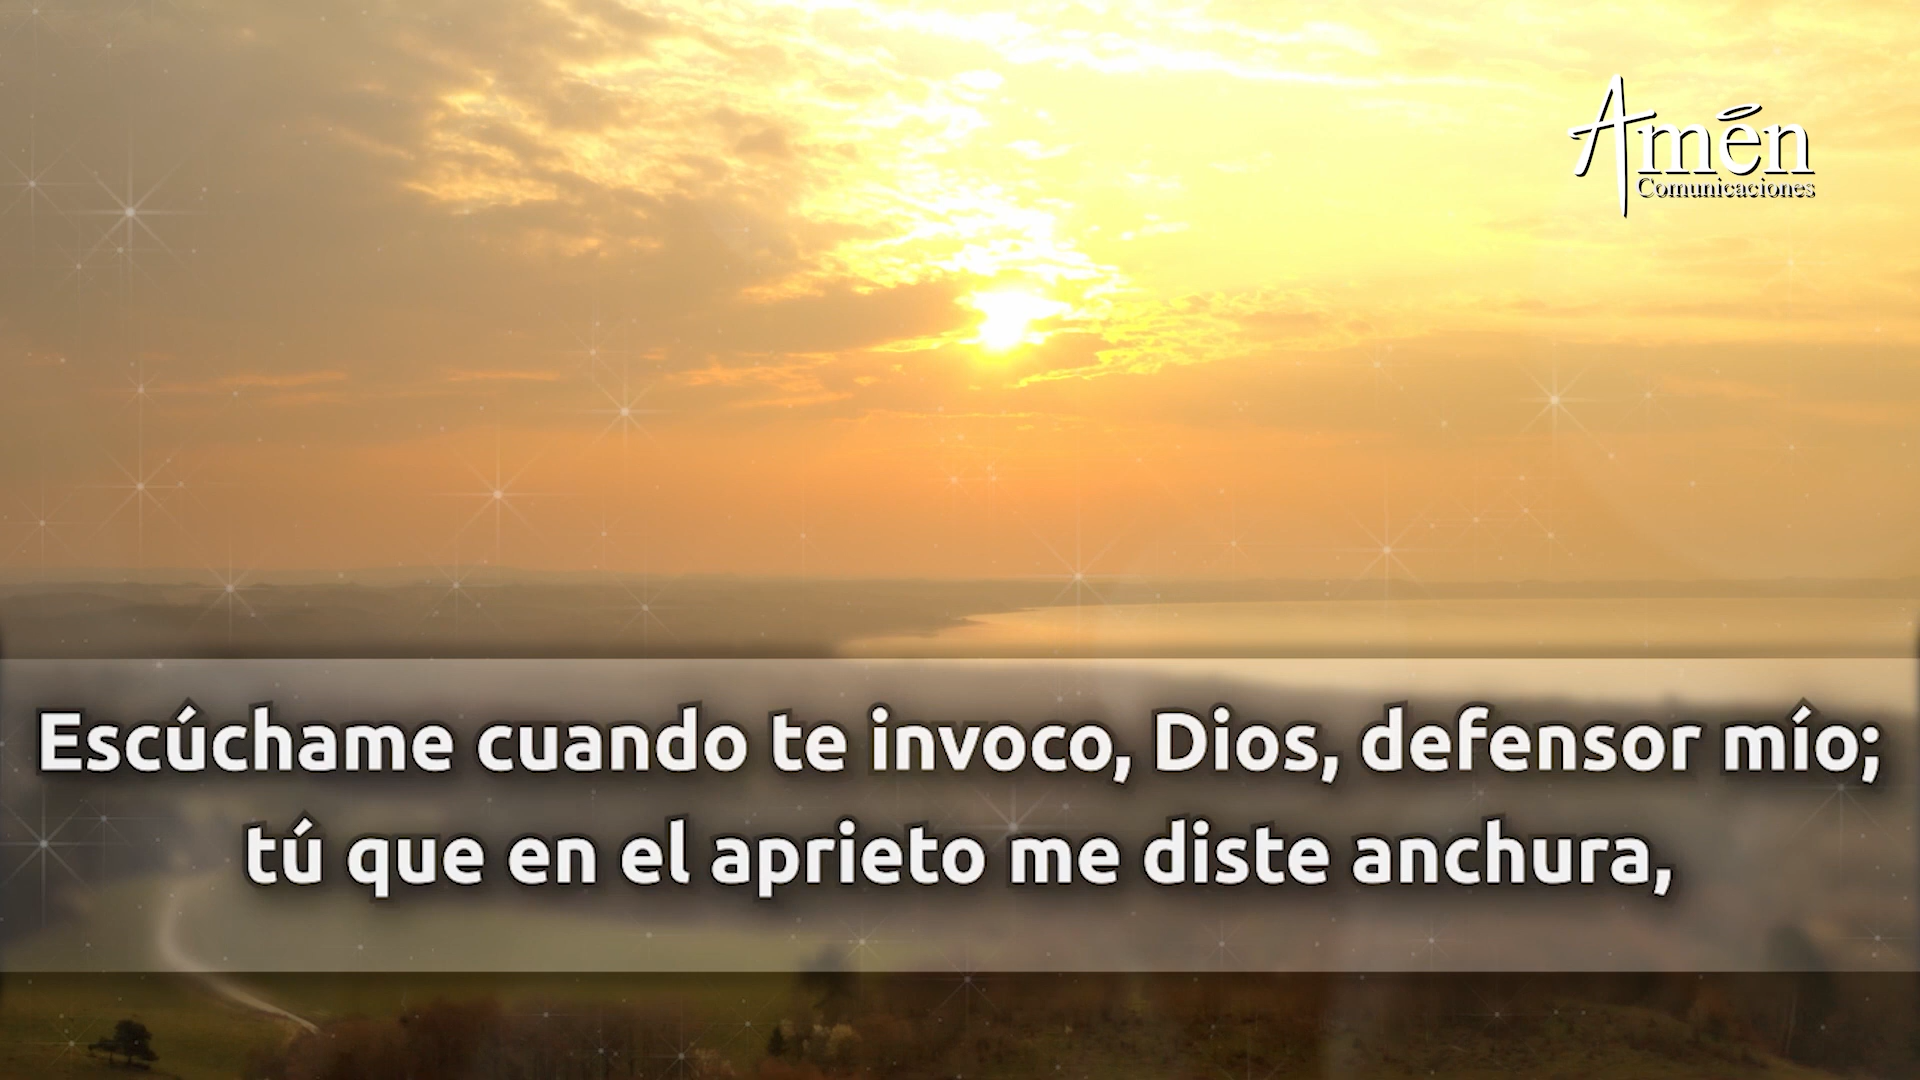 Amén
Comunicaciones
Escúchame cuando te invoco, Dios, defensor mío;
tú que en el aprieto me diste anchura,